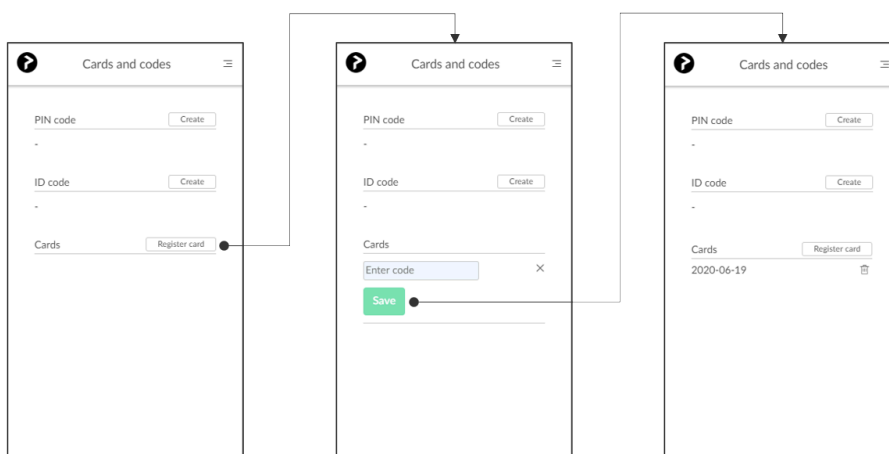 Cards and codes
PIN code Create
-
ID code Create
-
Cards Register card
Cards and codes
PIN code Create
-
ID code Create
-
Cards
Enter code
Save
Cards and codes
PIN code Create
-
ID code Create
-
Cards Register card
2020-06-19